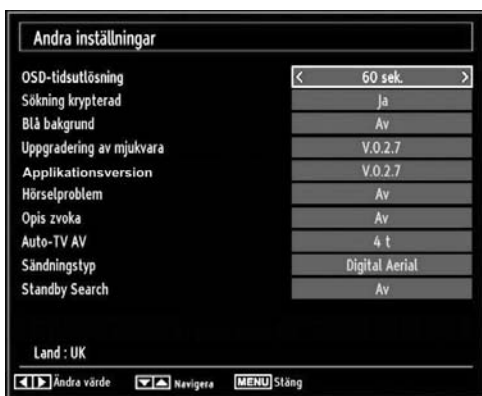 Andra inställningar
OSD-tidsutlösning < 60 sek. >
Sökning krypterad Ja
Blå bakgrund Av
Uppgradering av mjukvara V.0.2.7
Applikationsversion V.0.2.7
Hörselproblem Av
Opis zvoka Av
Auto-TV AV 4 t
Sändningstyp Digital Aerial
Standby Search Av
Land : UK
Ändra värde Navigera MENU Stäng